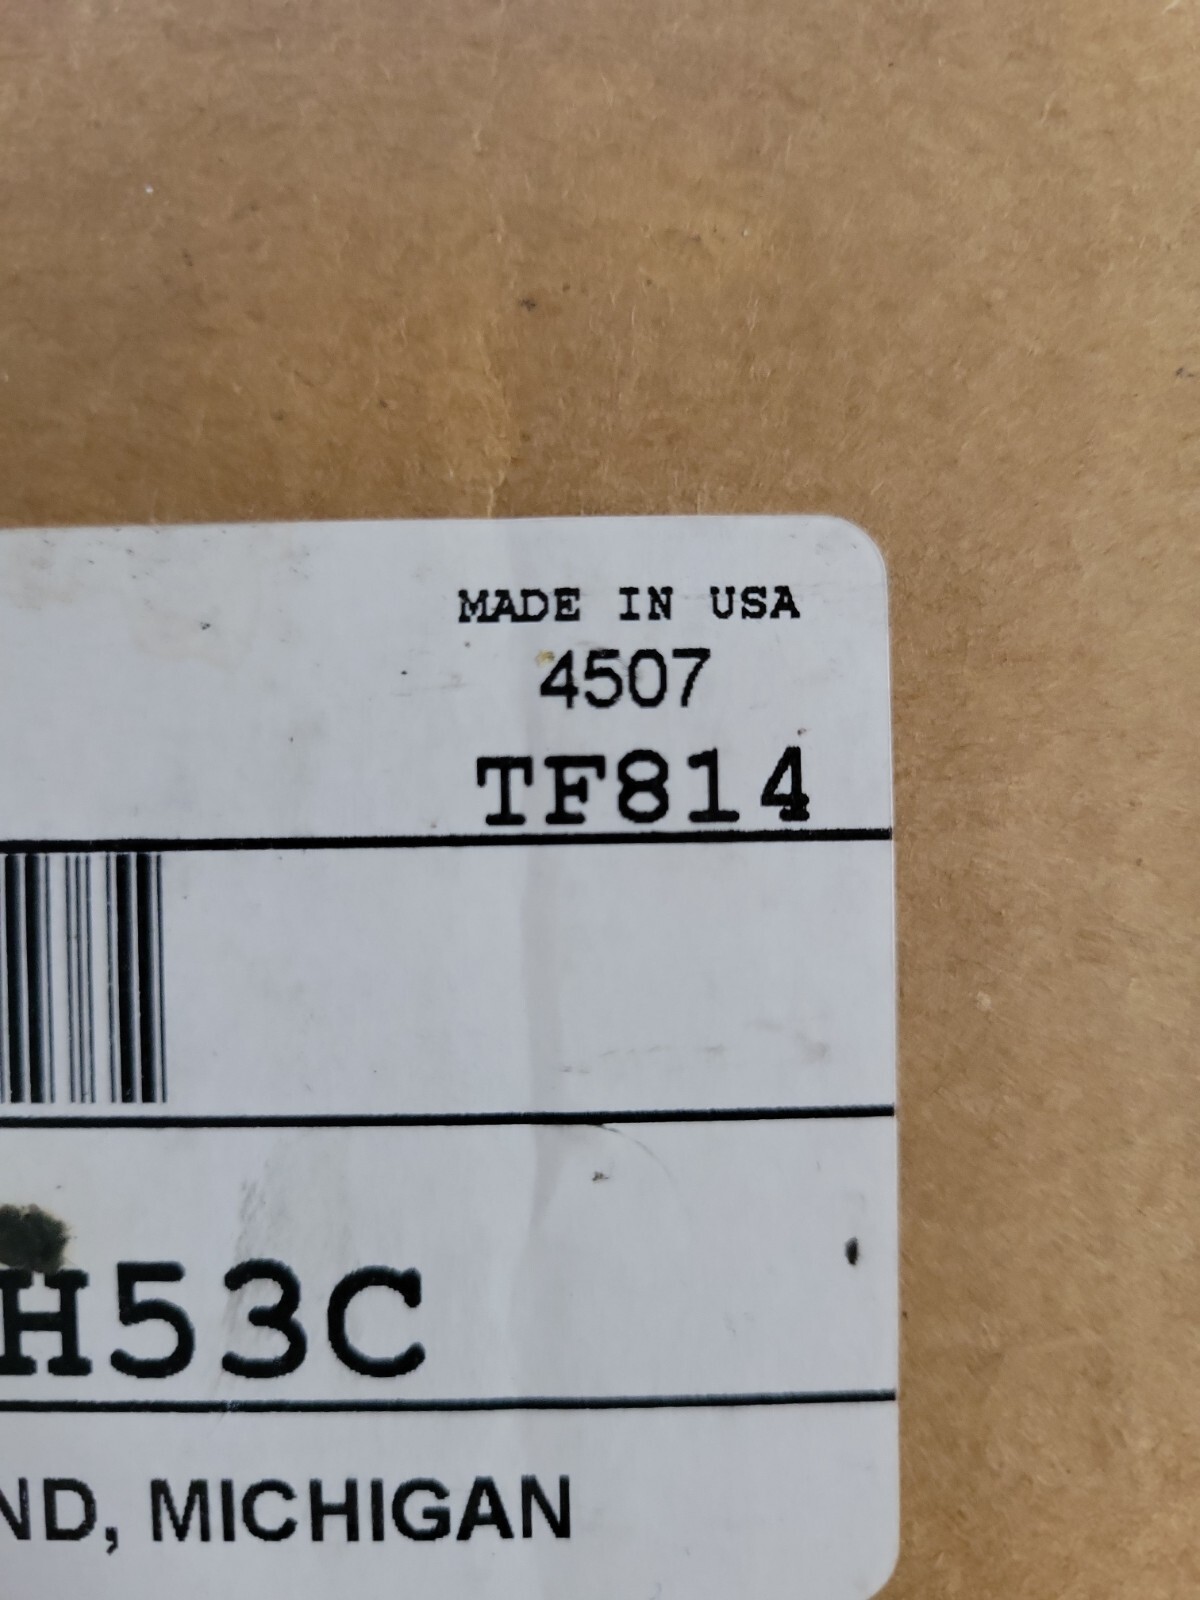 MADE IN USA
4507
TF814
H53C
ND, MICHIGAN